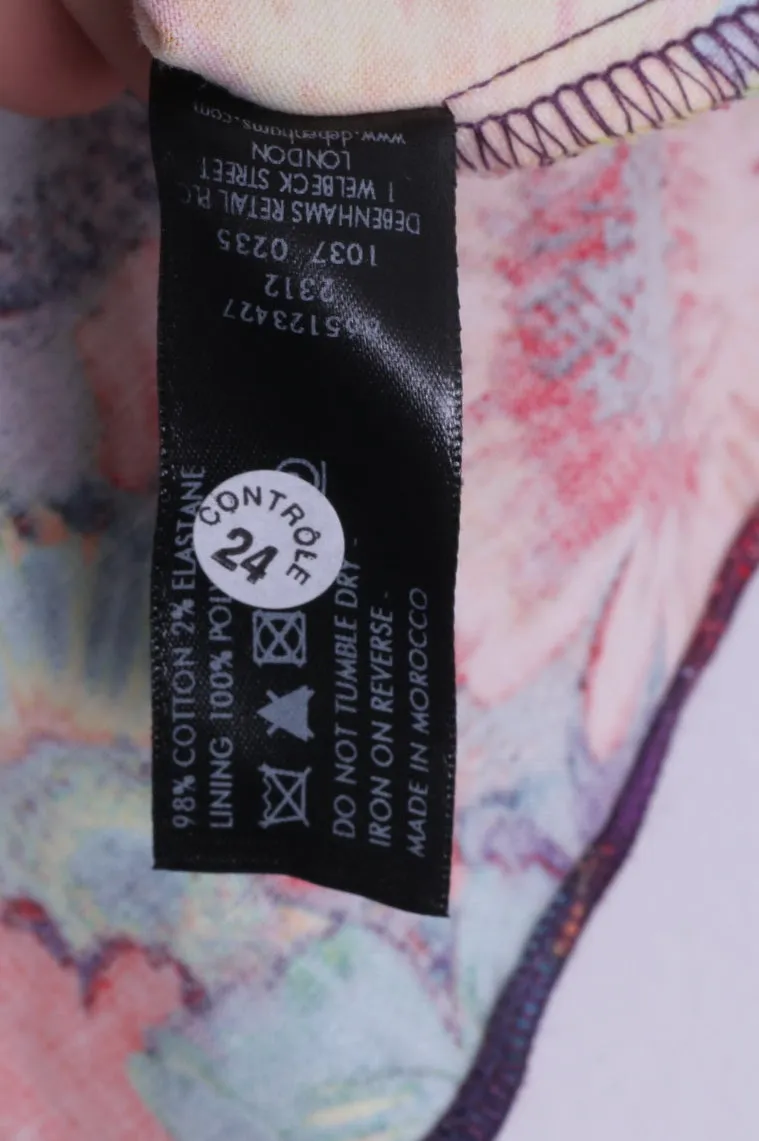 www.debenhams.com
LONDON
1 WELBECK STREET
DEBENHAMS RETAIL PLC
1037 0235
2312
5123427
98% COTTON 2% ELASTANE
LINING 100%
DO NOT TUMBLE DRY -
IRON ON REVERSE -
MADE IN MOROCCO
CONTRÔLE
24